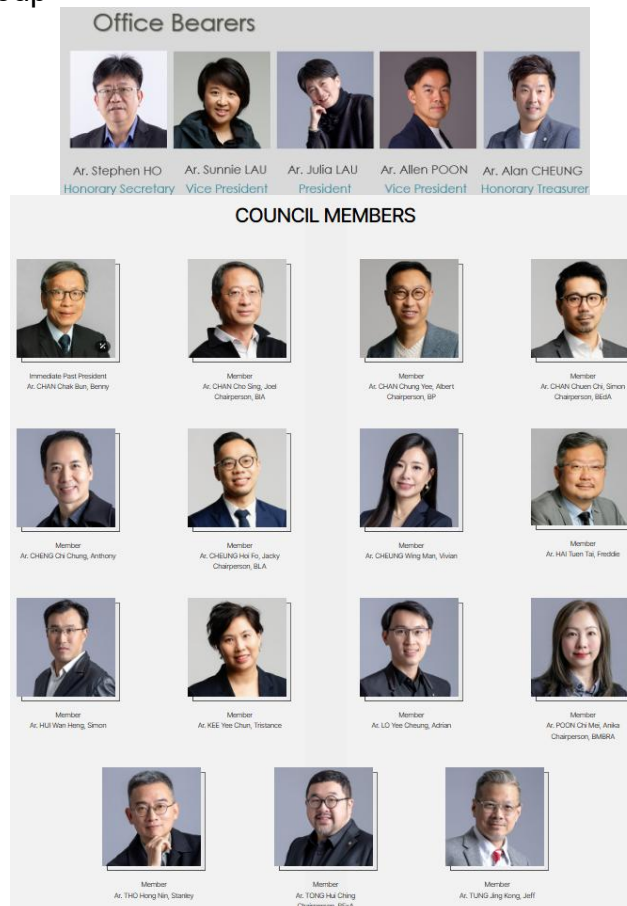 Office Bearers
Ar. Stephen HO
Honorary Secretary
Ar. Sunnie LAU
Vice President
Ar. Julia LAU
President
Ar. Allen POON
Vice President
Ar. Alan CHEUNG
Honorary Treasurer
COUNCIL MEMBERS
Immediate Past President
Ar. CHAN Chak Bun, Benny
Member
Ar. CHAN Cho Sing, Joel
Chairperson, BIA
Member
Ar. CHAN Chung Yee, Albert
Chairperson, BP
Member
Ar. CHAN Chuen Chi, Simon
Chairperson, BEdA
Member
Ar. CHENG Chi Chung, Anthony
Member
Ar. CHEUNG Hoi Fo, Jacky
Chairperson, BLA
Member
Ar. CHEUNG Wing Man, Vivian
Member
Ar. HAI Tuen Tai, Freddie
Member
Ar. HUI Wan Heng, Simon
Member
Ar. KEE Yee Chun, Tristance
Member
Ar. LO Yee Cheung, Adrian
Member
Ar. POON Chi Mei, Anika
Chairperson, BMBRA
Member
Ar. THO Hong Nin, Stanley
Member
Ar. TONG Hui Ching
Member
Ar. TUNG Jing Kong, Jeff